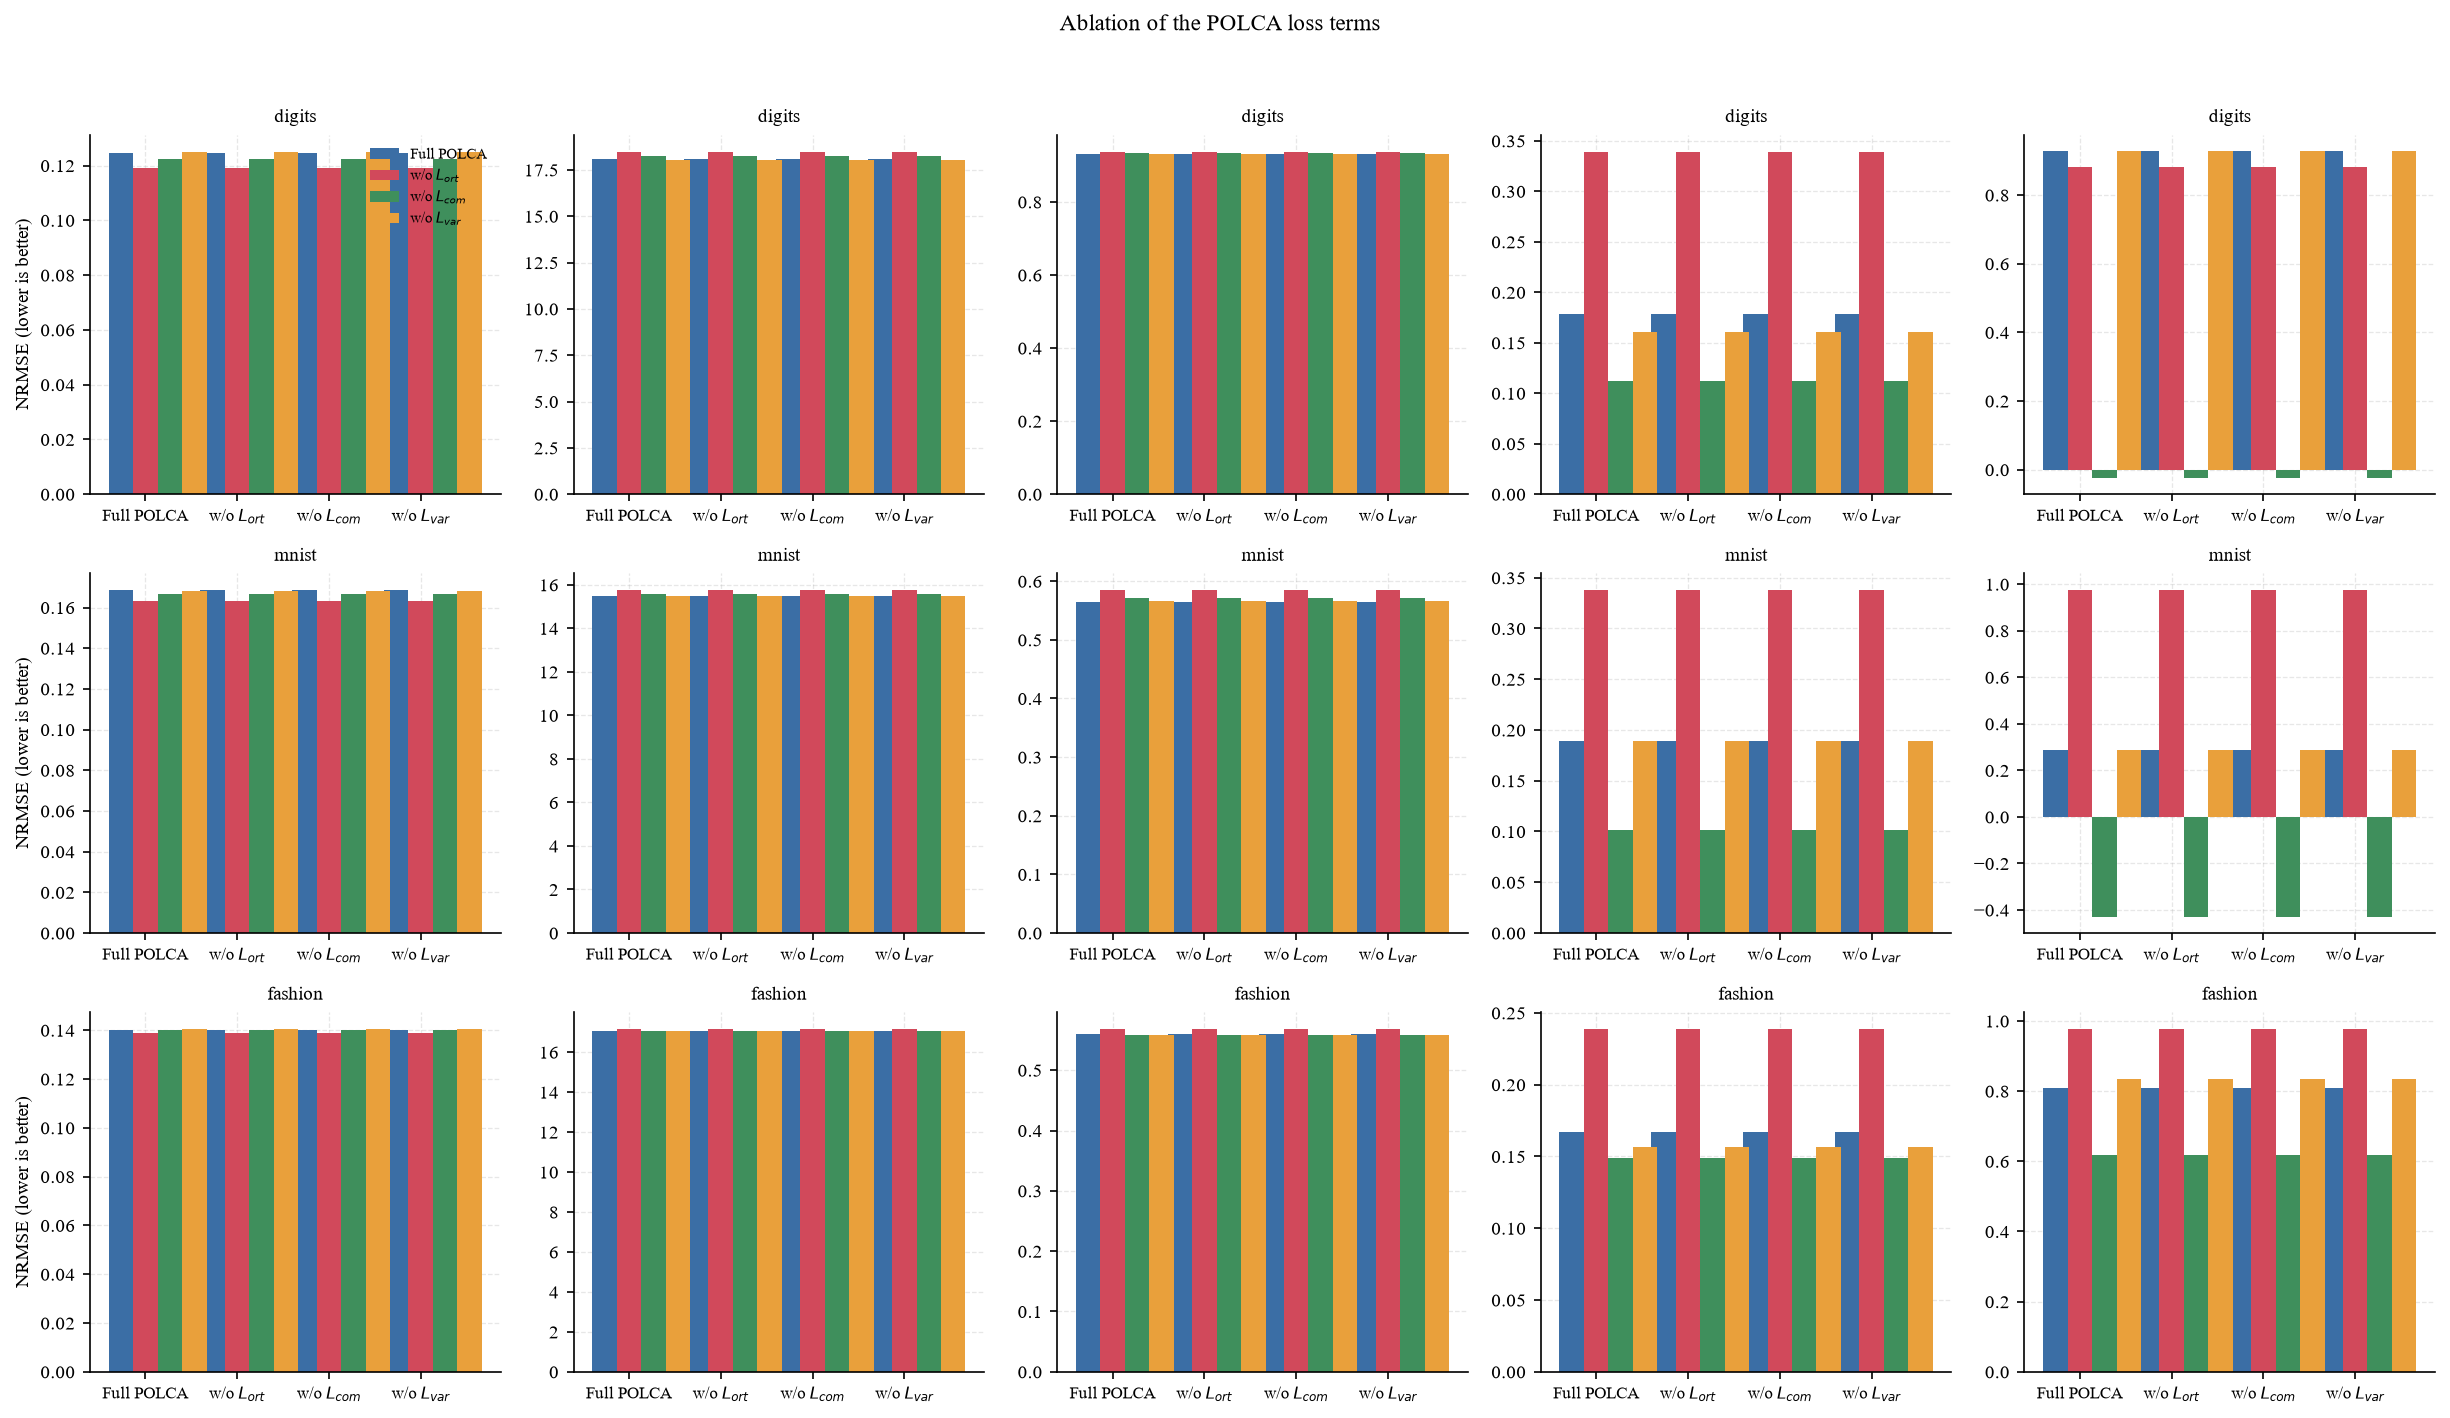 Ablation of the POLCA loss terms
digits
digits
digits
digits
digits
NRMSE (lower is better)
0.12
0.10
0.08
0.06
0.04
0.02
0.00
Full POLCA
w/o L_ort
w/o L_com
w/o L_var
Full POLCA w/o L_ort w/o L_com w/o L_var
17.5
15.0
12.5
10.0
7.5
5.0
2.5
0.0
Full POLCA w/o L_ort w/o L_com w/o L_var
0.8
0.6
0.4
0.2
0.0
Full POLCA w/o L_ort w/o L_com w/o L_var
0.35
0.30
0.25
0.20
0.15
0.10
0.05
0.00
Full POLCA w/o L_ort w/o L_com w/o L_var
0.8
0.6
0.4
0.2
0.0
Full POLCA w/o L_ort w/o L_com w/o L_var
mnist
mnist
mnist
mnist
mnist
NRMSE (lower is better)
0.16
0.14
0.12
0.10
0.08
0.06
0.04
0.02
0.00
Full POLCA w/o L_ort w/o L_com w/o L_var
16
14
12
10
8
6
4
2
0
Full POLCA w/o L_ort w/o L_com w/o L_var
0.6
0.5
0.4
0.3
0.2
0.1
0.0
Full POLCA w/o L_ort w/o L_com w/o L_var
0.35
0.30
0.25
0.20
0.15
0.10
0.05
0.00
Full POLCA w/o L_ort w/o L_com w/o L_var
1.0
0.8
0.6
0.4
0.2
0.0
−0.2
−0.4
Full POLCA w/o L_ort w/o L_com w/o L_var
fashion
fashion
fashion
fashion
fashion
NRMSE (lower is better)
0.14
0.12
0.10
0.08
0.06
0.04
0.02
0.00
Full POLCA w/o L_ort w/o L_com w/o L_var
16
14
12
10
8
6
4
2
0
Full POLCA w/o L_ort w/o L_com w/o L_var
0.5
0.4
0.3
0.2
0.1
0.0
Full POLCA w/o L_ort w/o L_com w/o L_var
0.25
0.20
0.15
0.10
0.05
0.00
Full POLCA w/o L_ort w/o L_com w/o L_var
1.0
0.8
0.6
0.4
0.2
0.0
Full POLCA w/o L_ort w/o L_com w/o L_var